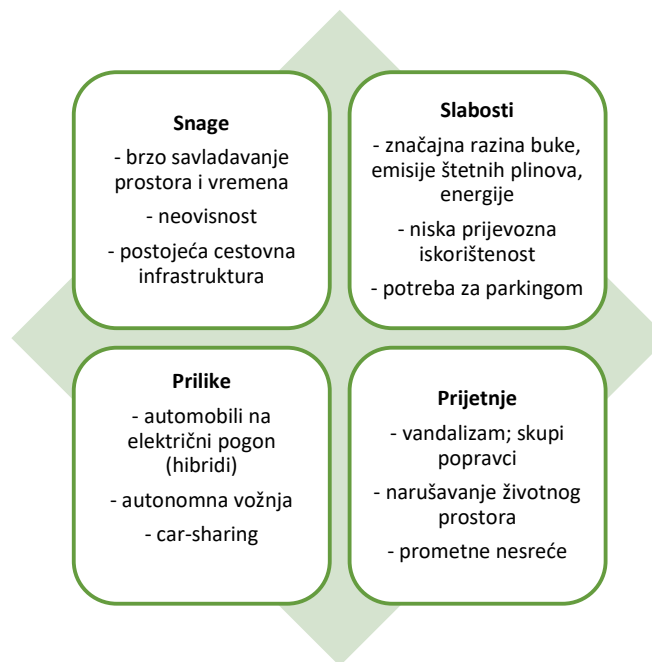 Snage
- brzo savladavanje
prostora i vremena
- neovisnost
- postojeća cestovna
infrastruktura
Slabosti
- značajna razina buke,
emisije štetnih plinova,
energije
- niska prijevozna
iskorištenost
- potreba za parkingom
Prilike
- automobili na
električni pogon
(hibridi)
- autonomna vožnja
- car-sharing
Prijetnje
- vandalizam; skupi
popravci
- narušavanje životnog
prostora
- prometne nesreće